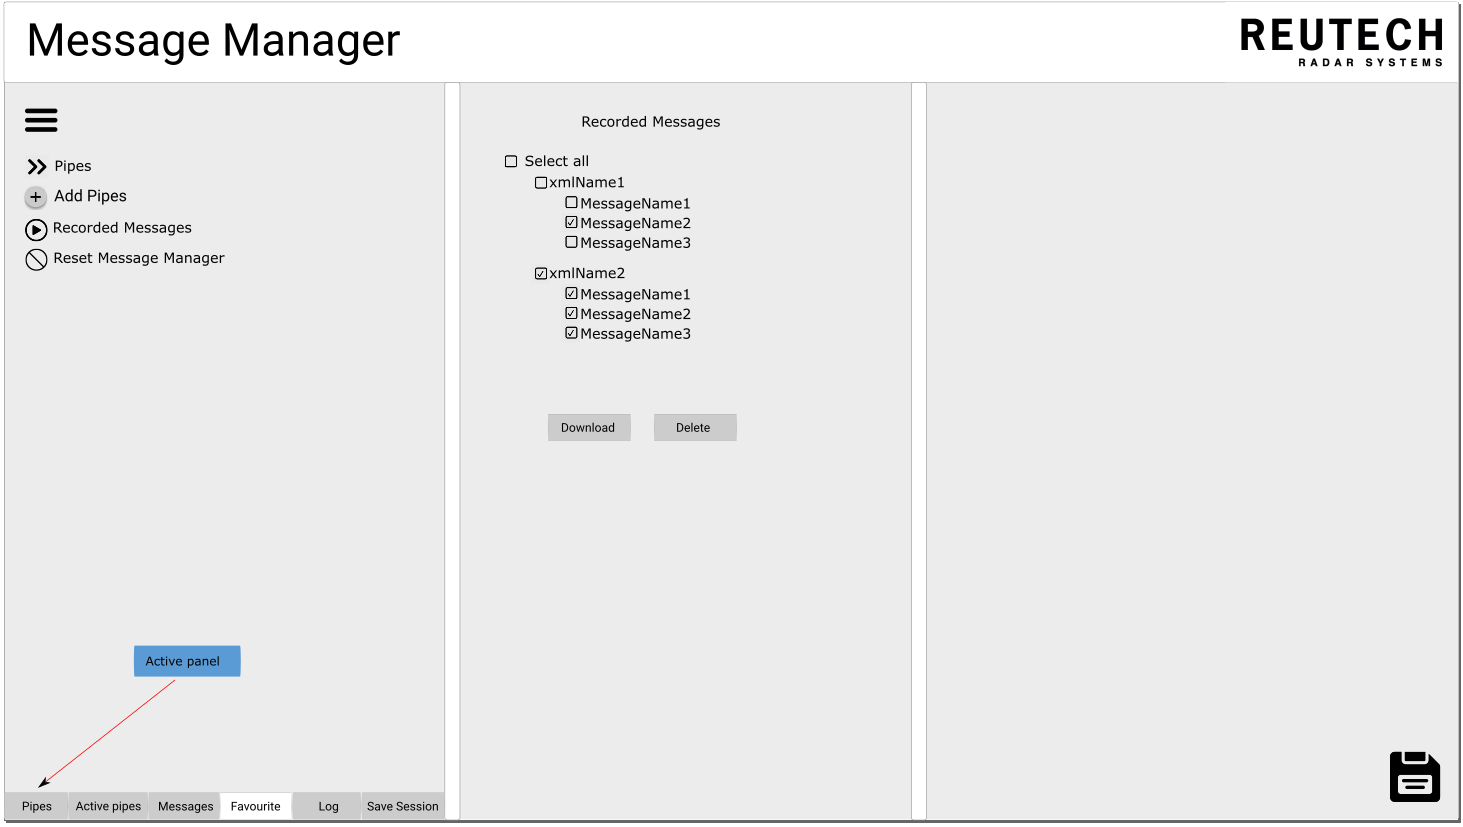 Message Manager
REUTECH
RADAR SYSTEMS
Pipes
Add Pipes
Recorded Messages
Reset Message Manager
Active panel
Pipes
Active pipes
Messages
Favourite
Log
Save Session
Recorded Messages
Select all
xmlName1
MessageName1
MessageName2
MessageName3
xmlName2
MessageName1
MessageName2
MessageName3
Download
Delete